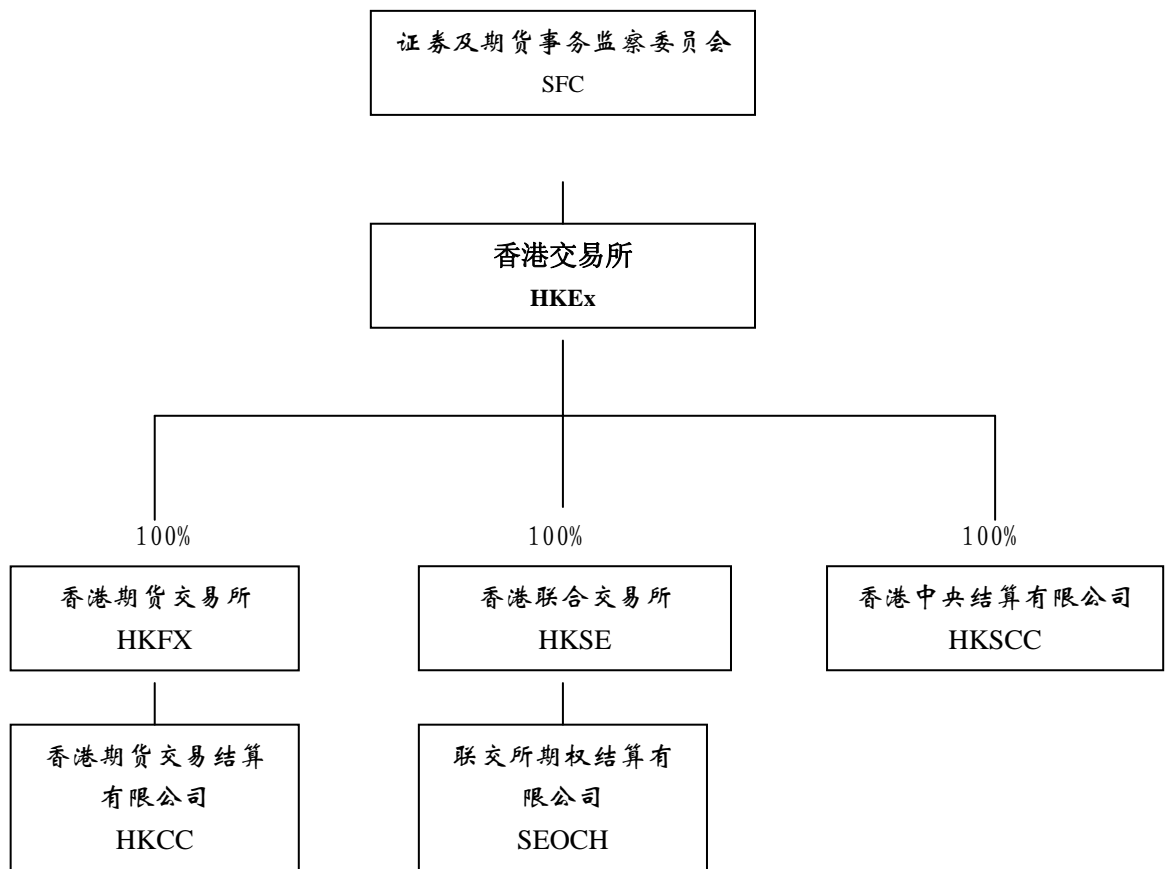 证券及期货事务监察委员会
SFC
香港交易所
HKEx
100%
100%
100%
香港期货交易所
HKFX
香港联合交易所
HKSE
香港中央结算有限公司
HKSCC
香港期货交易结算
有限公司
HKCC
联交所期权结算有
限公司
SEOCH